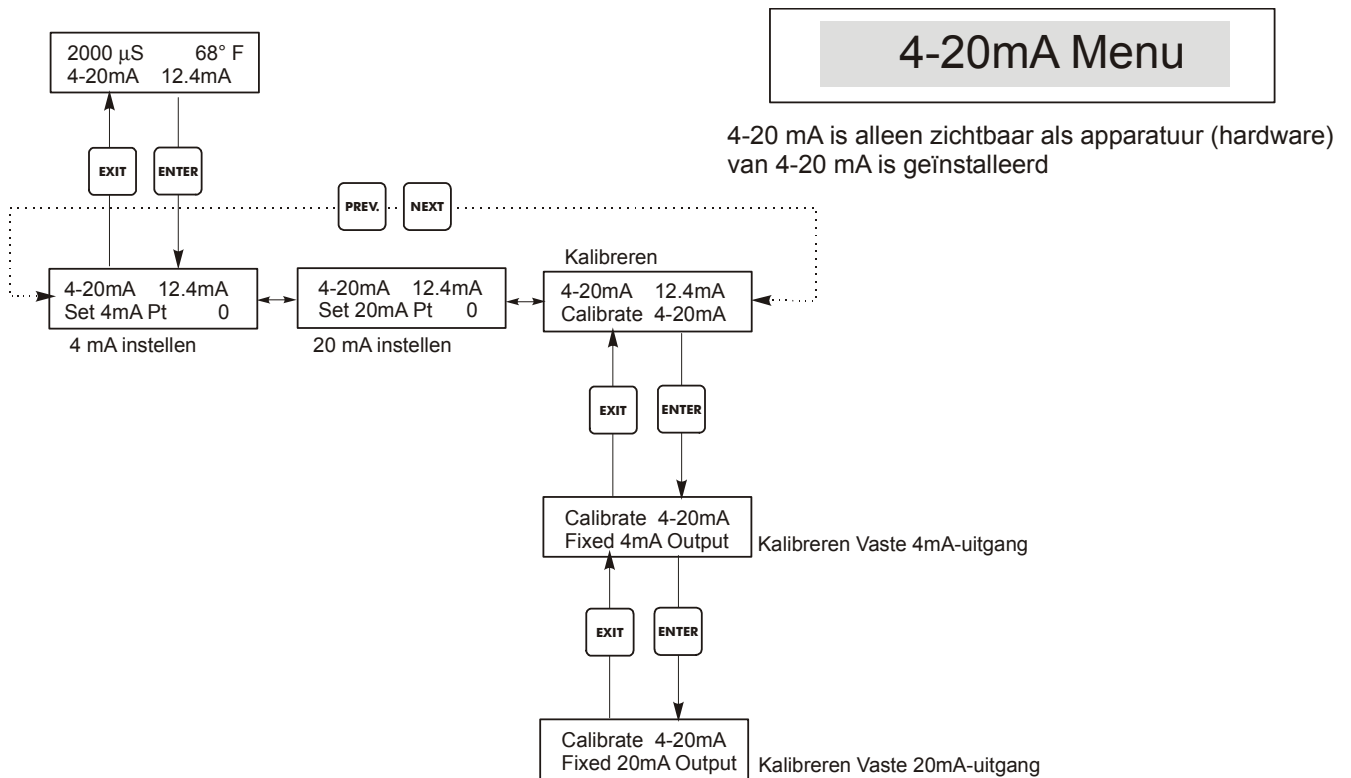 4-20mA Menu
4-20 mA is alleen zichtbaar als apparatuur (hardware)
van 4-20 mA is geïnstalleerd
2000 µS 68° F
4-20mA 12.4mA
EXIT
ENTER
PREV.
NEXT
4-20mA 12.4mA
Set 4mA Pt 0
4 mA instellen
4-20mA 12.4mA
Set 20mA Pt 0
20 mA instellen
Kalibreren
4-20mA 12.4mA
Calibrate 4-20mA
EXIT
ENTER
Calibrate 4-20mA
Fixed 4mA Output
Kalibreren Vaste 4mA-uitgang
EXIT
ENTER
Calibrate 4-20mA
Fixed 20mA Output
Kalibreren Vaste 20mA-uitgang